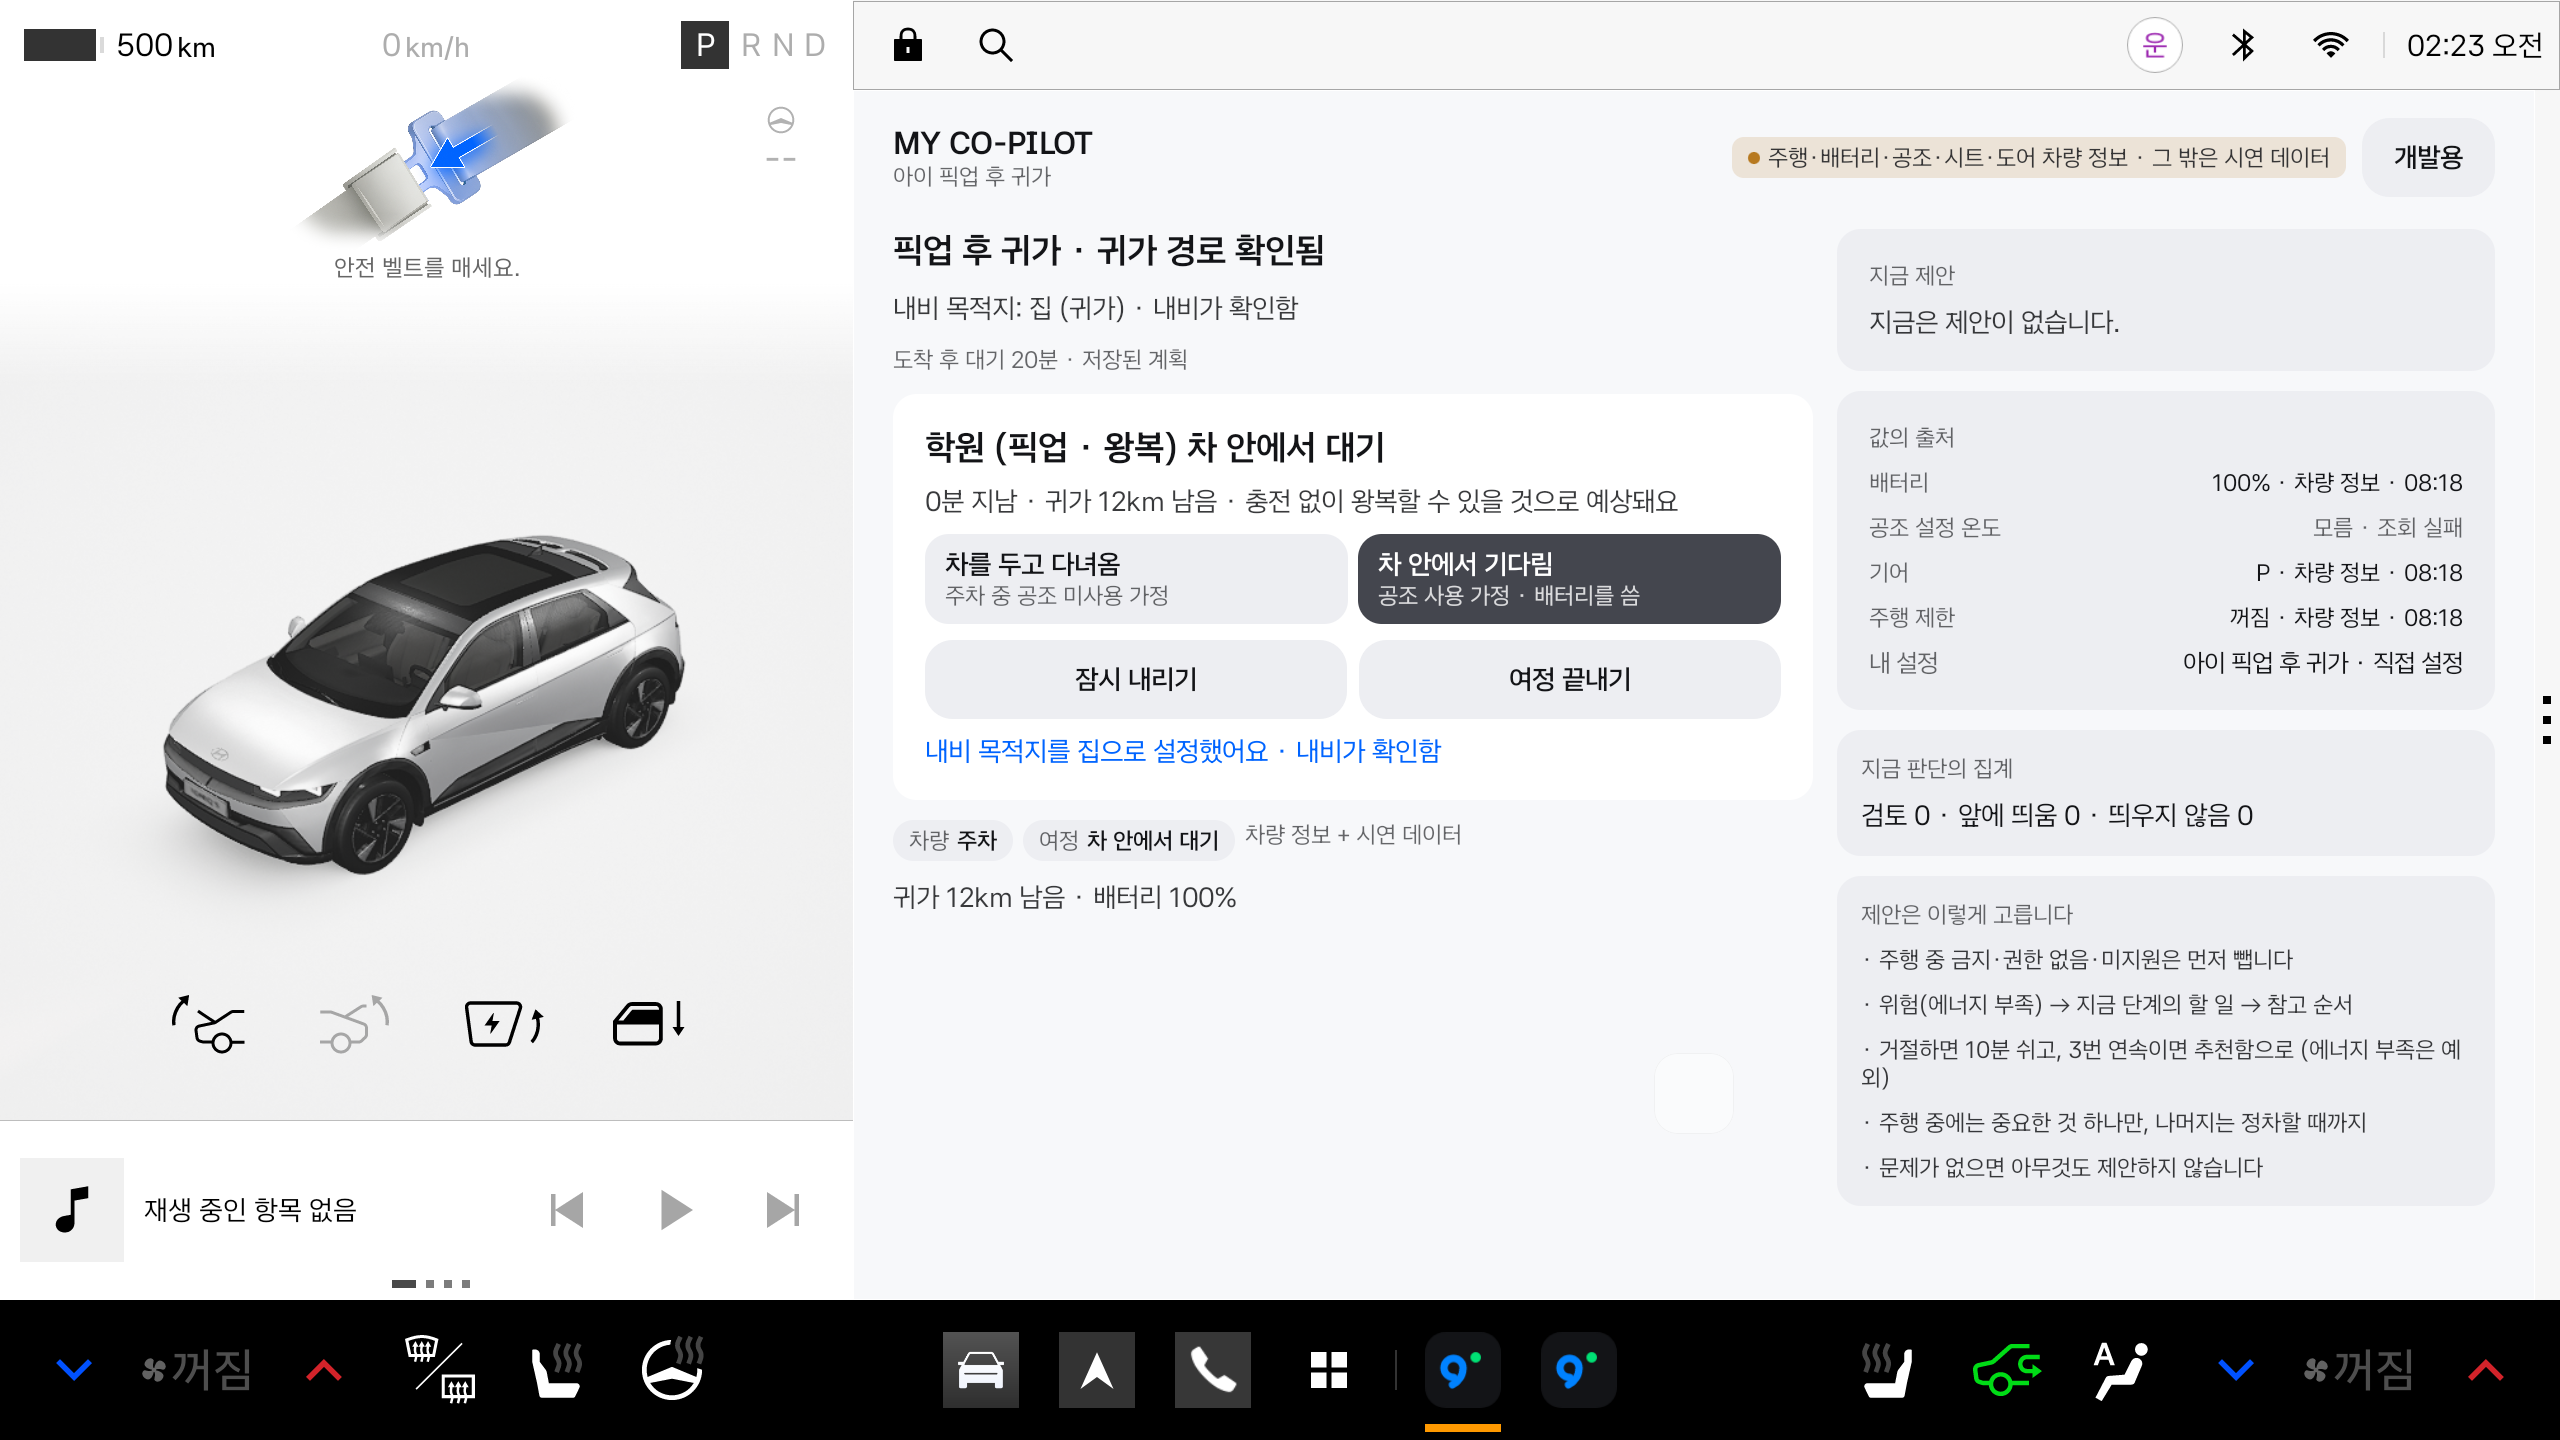 500 km
0 km/h
P R N D
안전 벨트를 매세요.
재생 중인 항목 없음
운
02:23 오전
MY CO-PILOT
아이 픽업 후 귀가
주행·배터리·공조·시트·도어 차량 정보 · 그 밖은 시연 데이터
개발용
픽업 후 귀가 · 귀가 경로 확인됨
내비 목적지: 집 (귀가) · 내비가 확인함
도착 후 대기 20분 · 저장된 계획
학원 (픽업 · 왕복) 차 안에서 대기
0분 지남 · 귀가 12km 남음 · 충전 없이 왕복할 수 있을 것으로 예상돼요
차를 두고 다녀옴
주차 중 공조 미사용 가정
차 안에서 기다림
공조 사용 가정 · 배터리를 씀
잠시 내리기
여정 끝내기
내비 목적지를 집으로 설정했어요 · 내비가 확인함
차량 주차
여정 차 안에서 대기
차량 정보 + 시연 데이터
귀가 12km 남음 · 배터리 100%
지금 제안
지금은 제안이 없습니다.
값의 출처
배터리 100% · 차량 정보 · 08:18
공조 설정 온도 모름 · 조회 실패
기어 P · 차량 정보 · 08:18
주행 제한 꺼짐 · 차량 정보 · 08:18
내 설정 아이 픽업 후 귀가 · 직접 설정
지금 판단의 집계
검토 0 · 앞에 띄움 0 · 띄우지 않음 0
제안은 이렇게 고릅니다
· 주행 중 금지·권한 없음·미지원은 먼저 뺍니다
· 위험(에너지 부족) → 지금 단계의 할 일 → 참고 순서
· 거절하면 10분 쉬고, 3번 연속이면 추천함으로 (에너지 부족은 예
외)
· 주행 중에는 중요한 것 하나만, 나머지는 정차할 때까지
· 문제가 없으면 아무것도 제안하지 않습니다
꺼짐
A
꺼짐